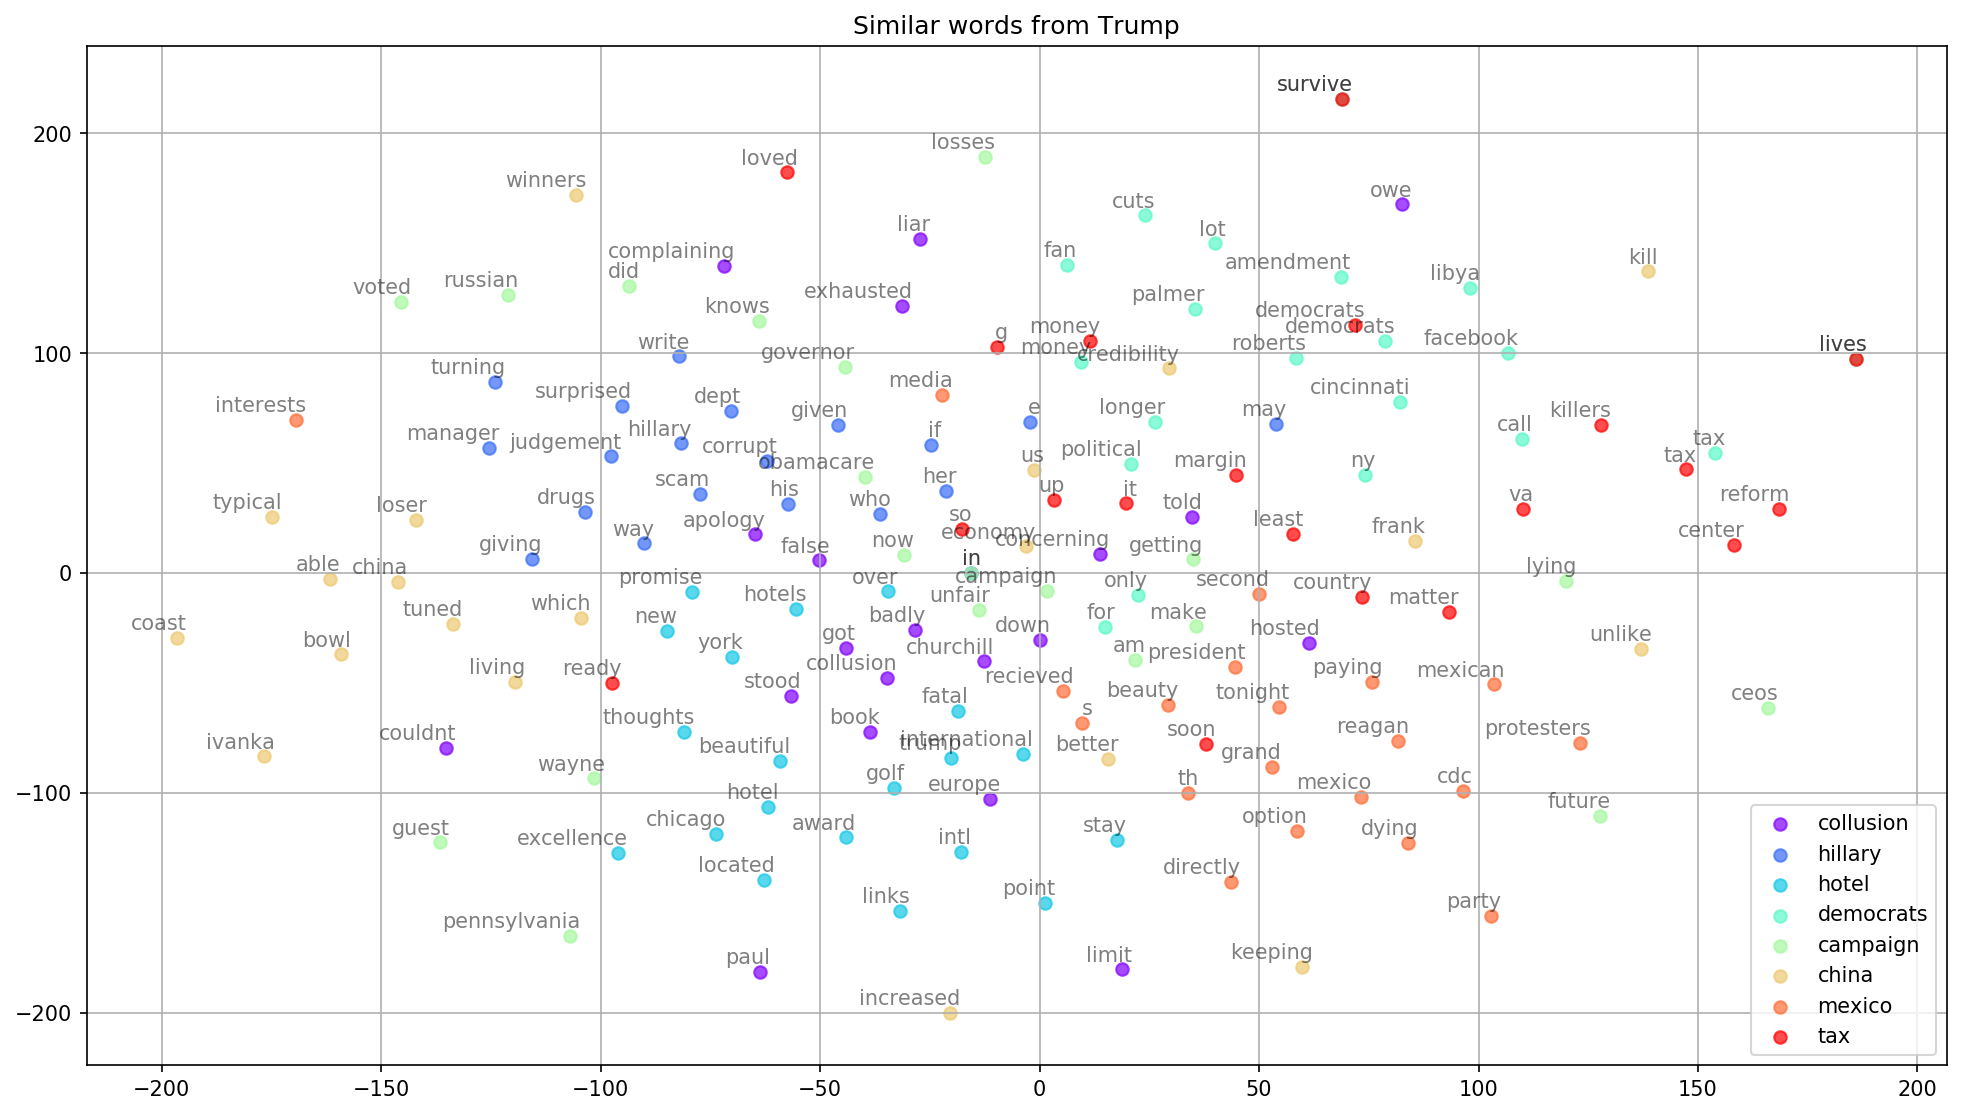 Similar words from Trump
survive
200
losses
loved
winners
owe
cuts
liar
lot
complaining
fan
kill
did
amendment
russian
libya
voted
exhausted
palmer
knows
democrats
g
money
democrats
write
governor
money
credibility
roberts
facebook
100
lives
turning
media
surprised
cincinnati
dept
interests
given
e
longer
may
killers
manager
judgement
hillary
if
call
corrupt
political
tax
obamacare
us
margin
ny
tax
scam
her
up
it
typical
loser
drugs
his
who
told
va
reform
way
apology
so
least
frank
center
giving
false
now
economy
concerning
getting
able
china
in
lying
0
promise
over
campaign
only
second
country
coast
tuned
which
new
hotels
unfair
for
make
matter
bowl
york
got
badly
down
hosted
unlike
churchill
am
president
living
ready
collusion
paying
mexican
stood
recieved
beauty
tonight
ceos
ivanka
couldnt
thoughts
book
fatal
s
soon
reagan
protesters
beautiful
trump
international
better
grand
wayne
golf
europe
th
mexico
cdc
−100
hotel
future
guest
excellence
chicago
award
intl
stay
option
dying
located
directly
links
point
party
pennsylvania
paul
limit
keeping
increased
−200
collusion
hillary
hotel
democrats
campaign
china
mexico
tax
−200 −150 −100 −50 0 50 100 150 200